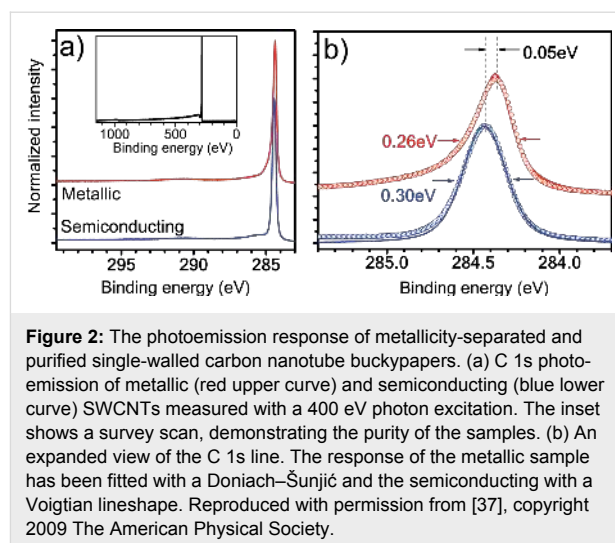 a)
b)
Normalized intensity
1000 500 0
Binding energy (eV)
Metallic
Semiconducting
295 290 285
Binding energy (eV)
0.05eV
0.26eV
0.30eV
285.0 284.5 284.0
Binding energy (eV)
Figure 2: The photoemission response of metallicity-separated and
purified single-walled carbon nanotube buckypapers. (a) C 1s photo-
emission of metallic (red upper curve) and semiconducting (blue lower
curve) SWCNTs measured with a 400 eV photon excitation. The inset
shows a survey scan, demonstrating the purity of the samples. (b) An
expanded view of the C 1s line. The response of the metallic sample
has been fitted with a Doniach–Šunjić and the semiconducting with a
Voigtian lineshape. Reproduced with permission from [37], copyright
2009 The American Physical Society.